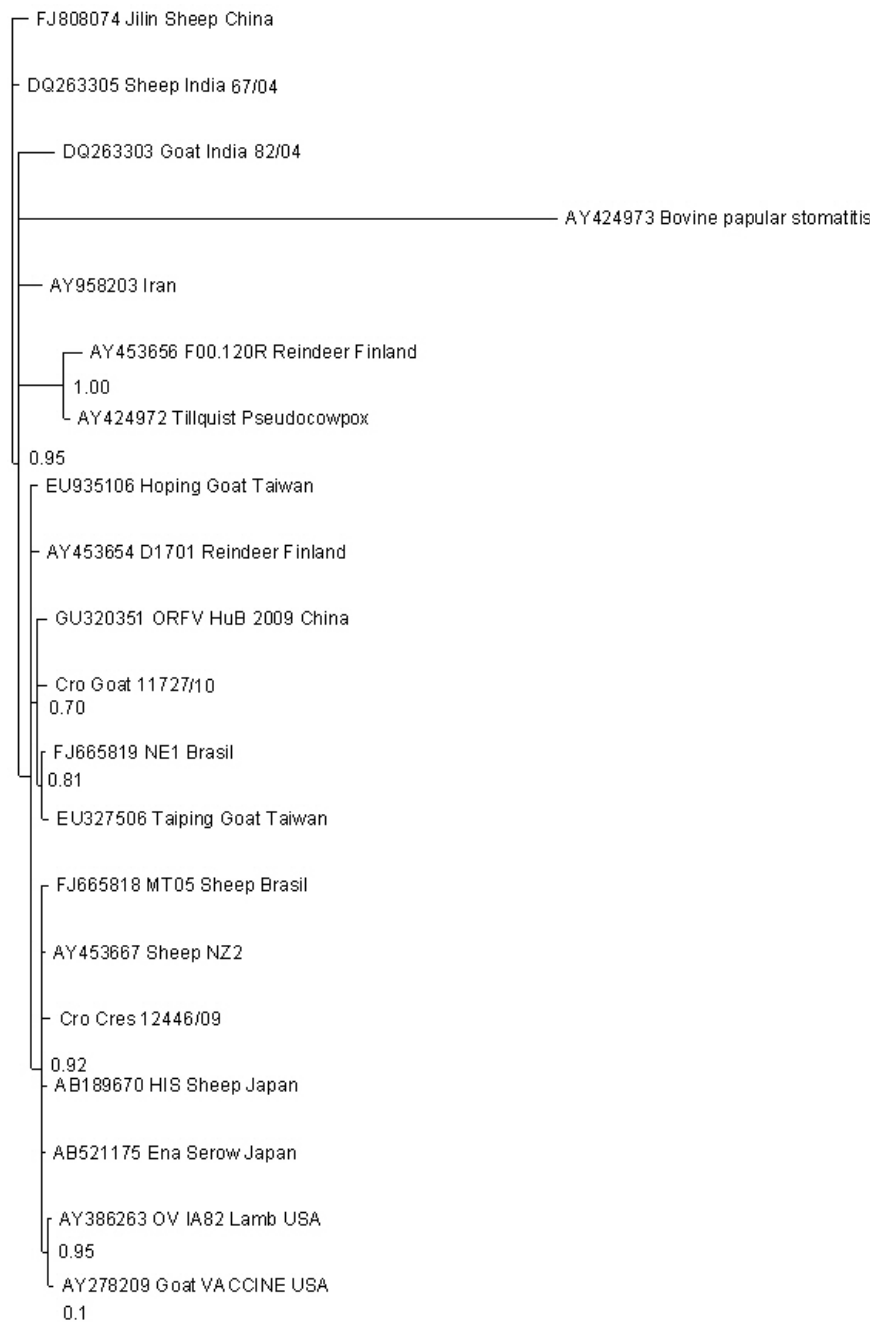 FJ808074 Jilin Sheep China
DQ263305 Sheep India 67/04
DQ263303 Goat India 82/04
AY424973 Bovine papular stomatitis
AY958203 Iran
AY453656 F00.120R Reindeer Finland
1.00
AY424972 Tillquist Pseudocowpox
0.95
EU935106 Hoping Goat Taiwan
AY453654 D1701 Reindeer Finland
GU320351 ORFV HuB 2009 China
Cro Goat 11727/10
0.70
FJ665819 NE1 Brasil
0.81
EU327506 Taiping Goat Taiwan
FJ665818 MT05 Sheep Brasil
AY453667 Sheep NZ2
Cro Cres 12446/09
0.92
AB189670 HIS Sheep Japan
AB521175 Ena Serow Japan
AY386263 OV IA82 Lamb USA
0.95
AY278209 Goat VACCINE USA
0.1